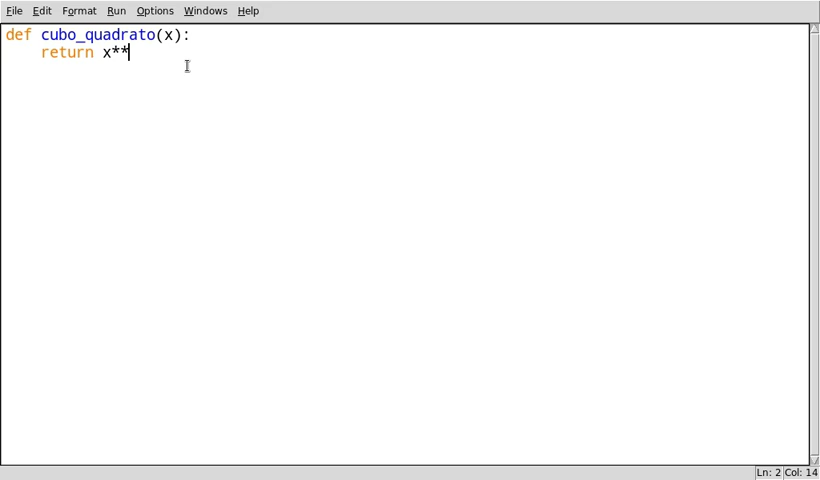 File Edit Format Run Options Windows Help
def cubo_quadrato(x):
    return x**
Ln: 2 Col: 14